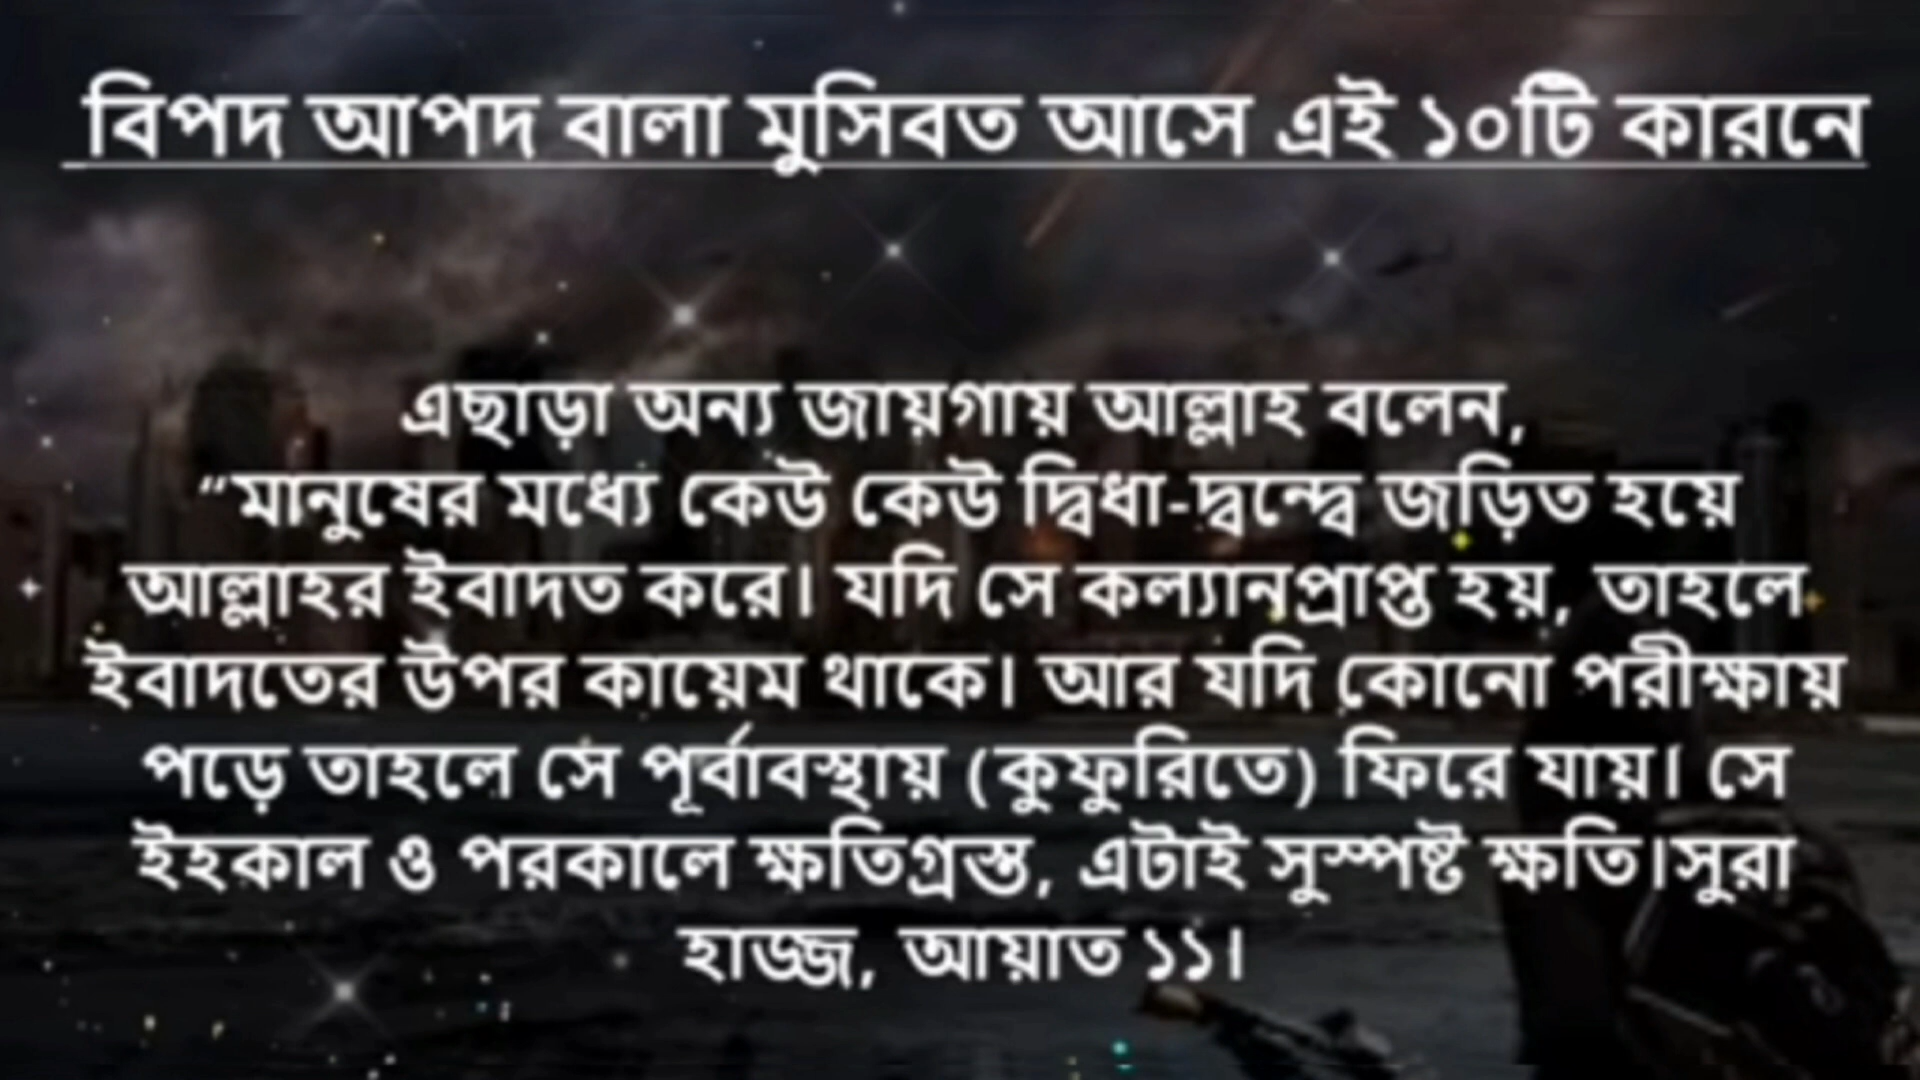 বিপদ আপদ বালা মুসিবত আসে এই ১০টি কারনে
এছাড়া অন্য জায়গায় আল্লাহ বলেন,
“মানুষের মধ্যে কেউ কেউ দ্বিধা-দ্বন্দ্বে জড়িত হয়ে
আল্লাহর ইবাদত করে। যদি সে কল্যানপ্রাপ্ত হয়, তাহলে
ইবাদতের উপর কায়েম থাকে। আর যদি কোনো পরীক্ষায়
পড়ে তাহলে সে পূর্বাবস্থায় (কুফুরিতে) ফিরে যায়। সে
ইহকাল ও পরকালে ক্ষতিগ্রস্ত, এটাই সুস্পষ্ট ক্ষতি।সুরা
হাজ্জ, আয়াত ১১।